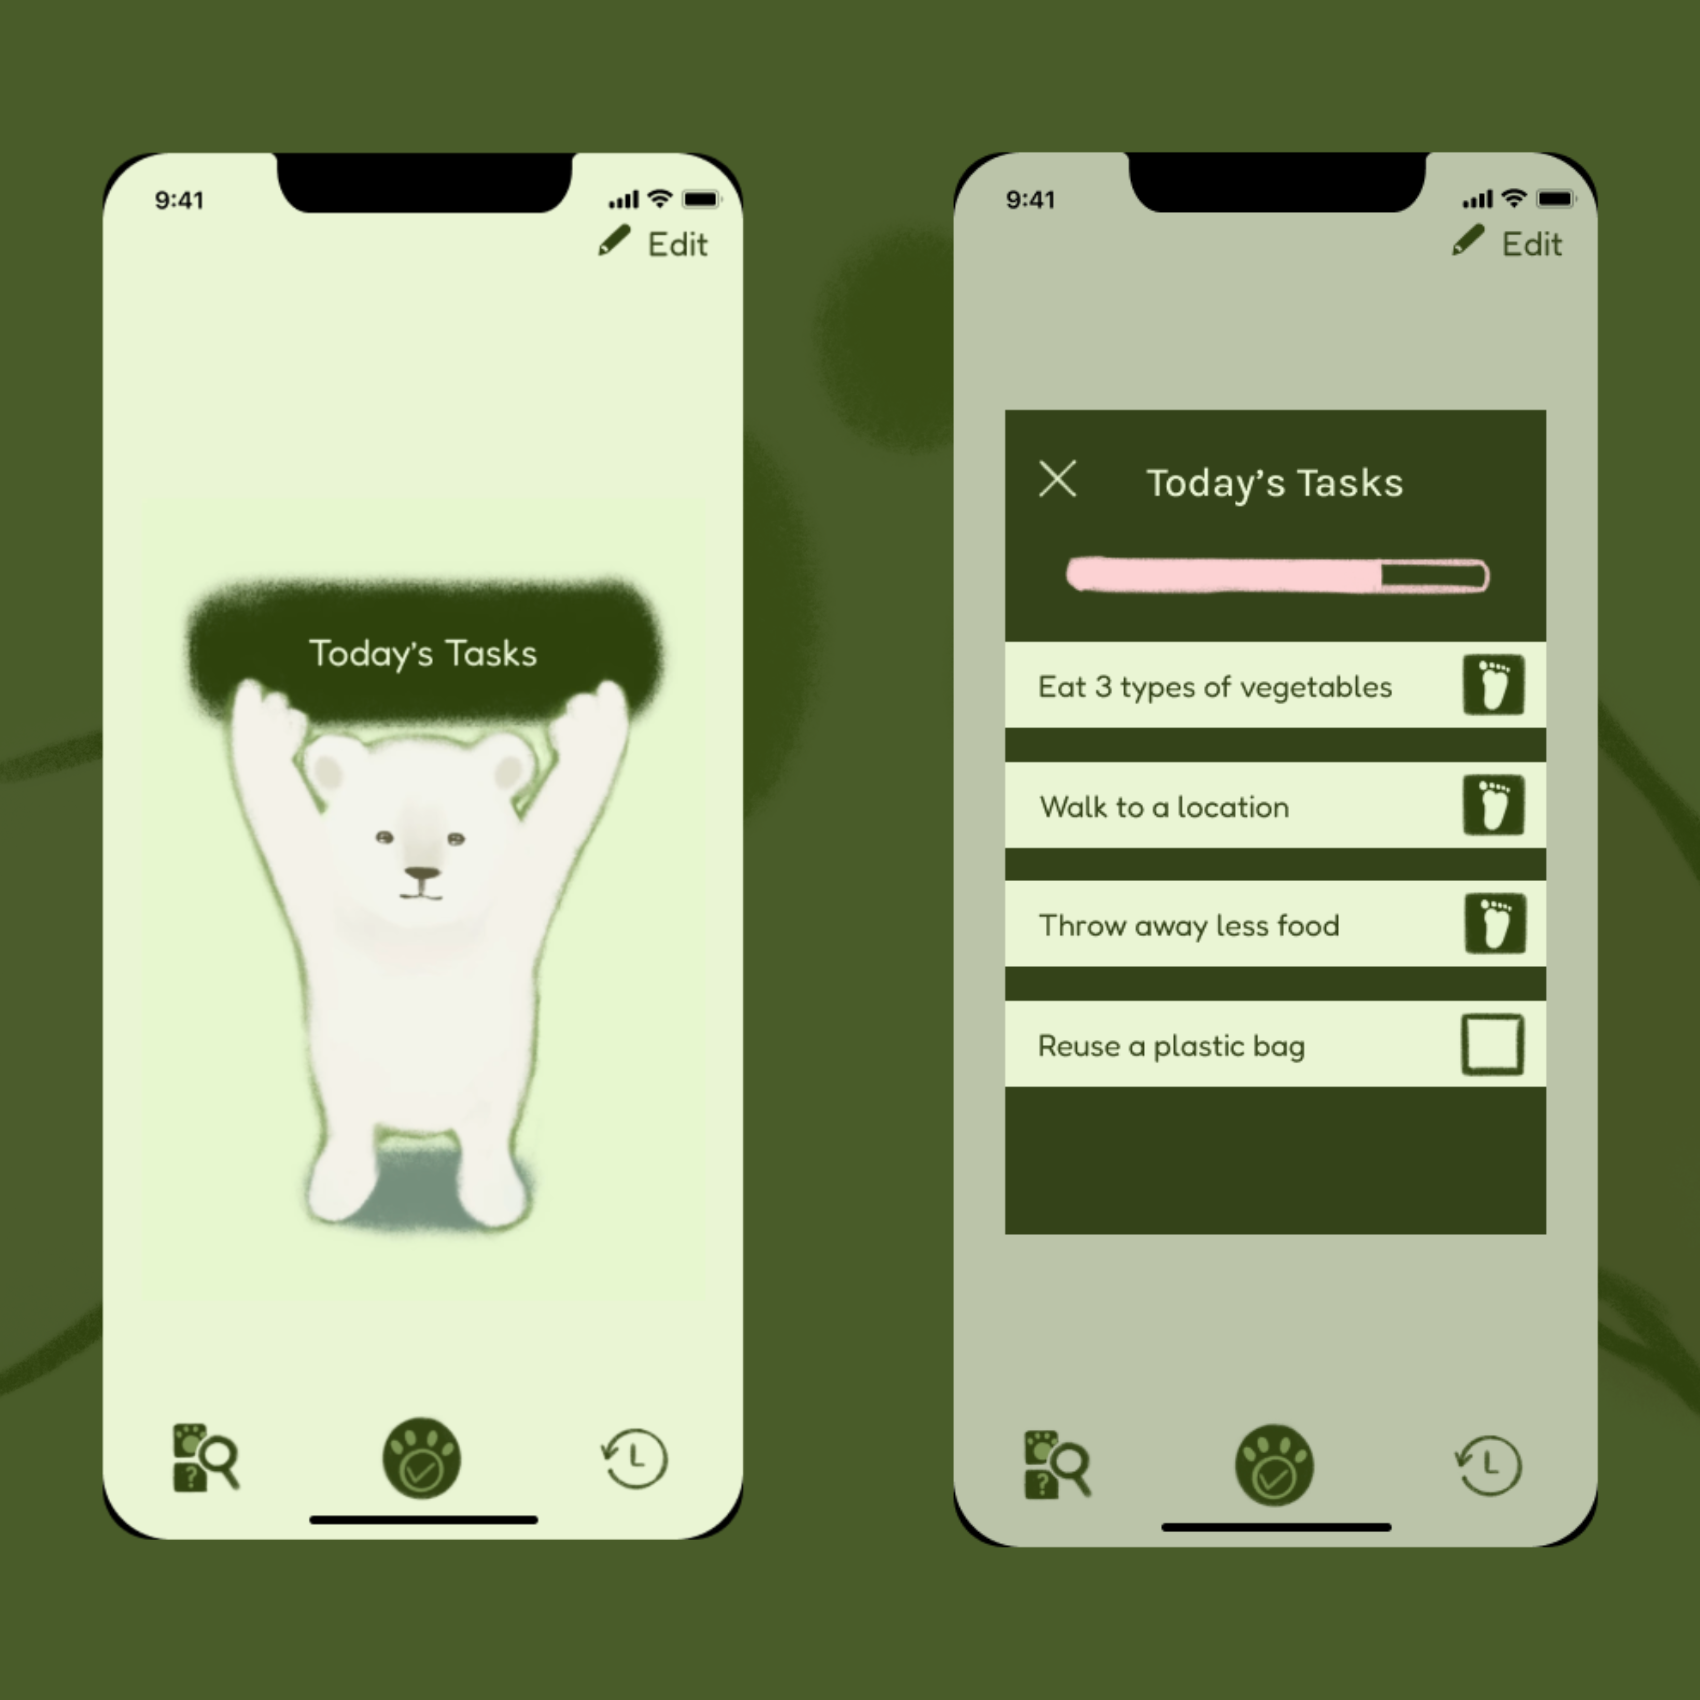 9:41
Edit
Today's Tasks
?
L
9:41
Edit
Today's Tasks
Eat 3 types of vegetables
Walk to a location
Throw away less food
Reuse a plastic bag
?
L